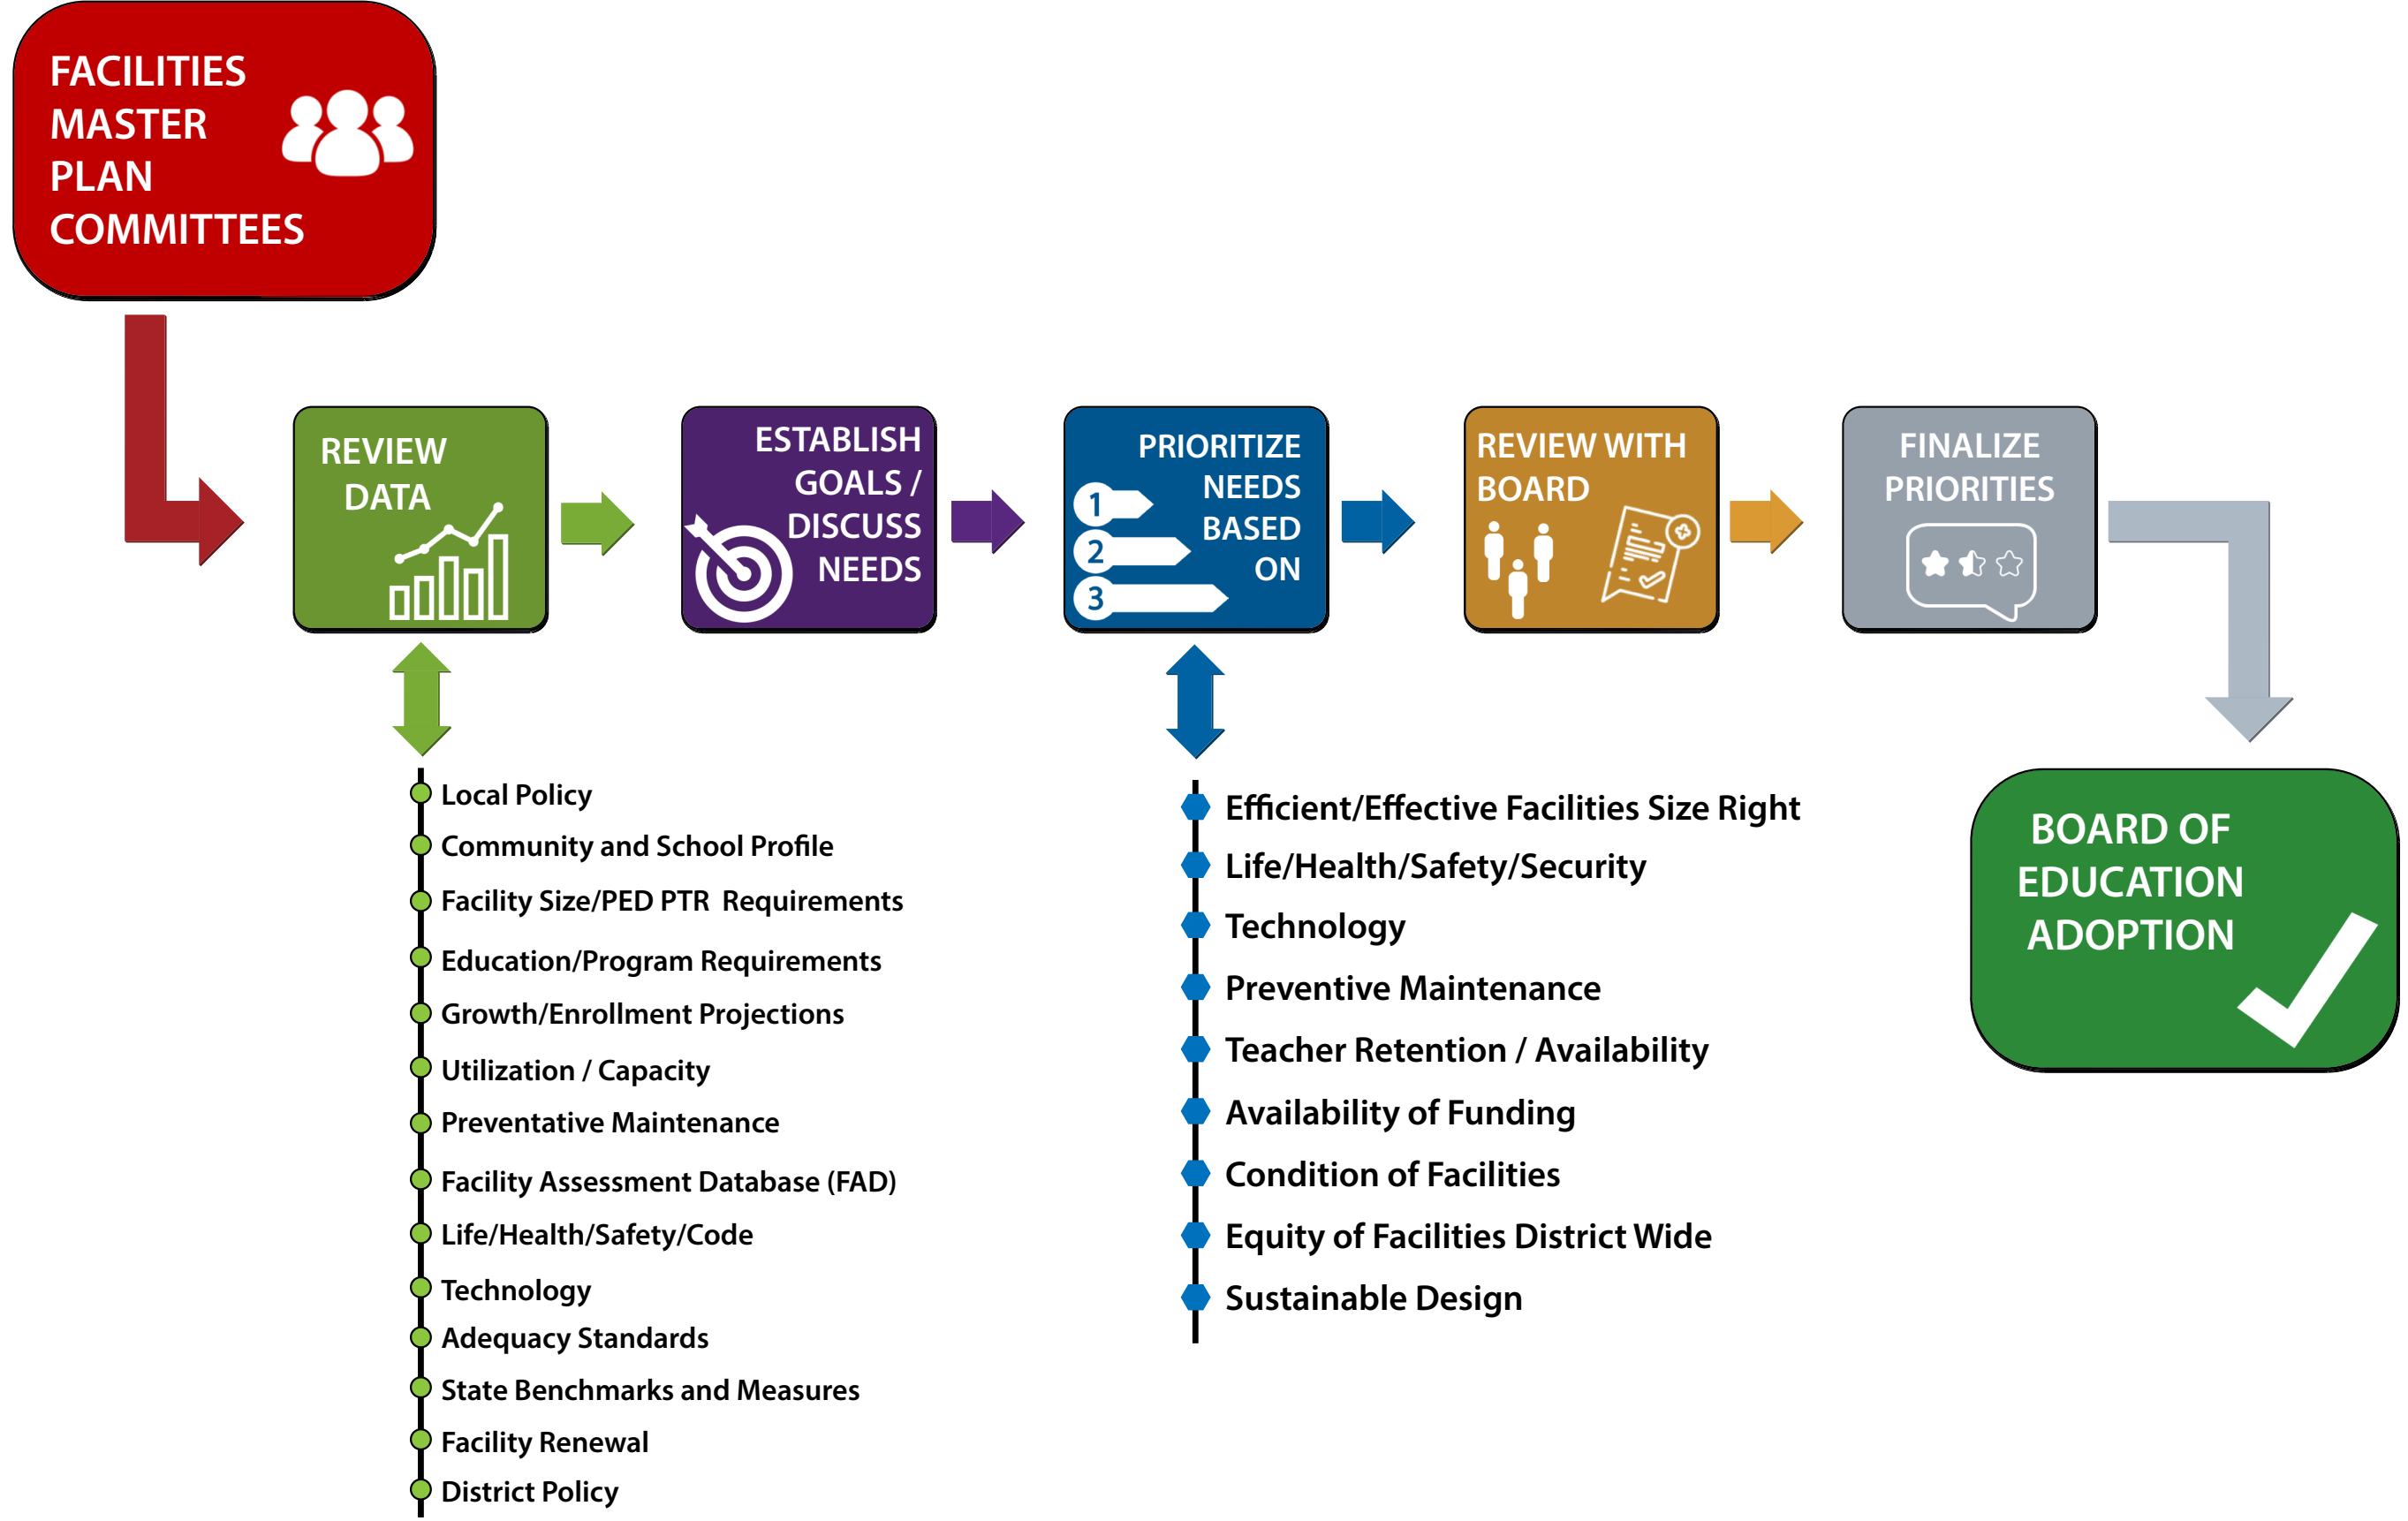 FACILITIES
MASTER
PLAN
COMMITTEES
REVIEW
DATA
ESTABLISH
GOALS /
DISCUSS
NEEDS
PRIORITIZE
NEEDS
BASED
ON
1
2
3
REVIEW WITH
BOARD
FINALIZE
PRIORITIES
Local Policy
Community and School Profile
Facility Size/PED PTR  Requirements
Education/Program Requirements
Growth/Enrollment Projections
Utilization / Capacity
Preventative Maintenance
Facility Assessment Database (FAD)
Life/Health/Safety/Code
Technology
Adequacy Standards
State Benchmarks and Measures
Facility Renewal
District Policy
Efficient/Effective Facilities Size Right
Life/Health/Safety/Security
Technology
Preventive Maintenance
Teacher Retention / Availability
Availability of Funding
Condition of Facilities
Equity of Facilities District Wide
Sustainable Design
BOARD OF
EDUCATION
ADOPTION